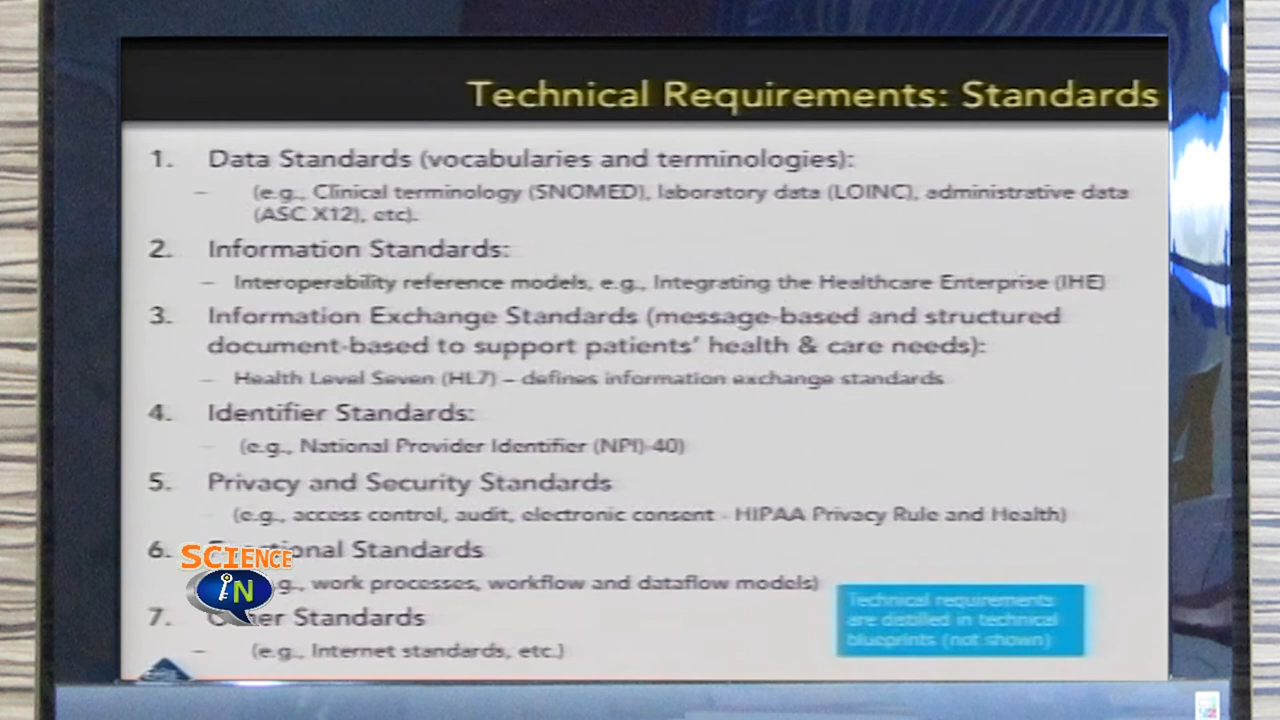 Technical Requirements: Standards
1. Data Standards (vocabularies and terminologies):
– (e.g., Clinical terminology (SNOMED), laboratory data (LOINC), administrative data
(ASC X12), etc).
2. Information Standards:
– Interoperability reference models, e.g., Integrating the Healthcare Enterprise (IHE)
3. Information Exchange Standards (message-based and structured
document-based to support patients’ health & care needs):
– Health Level Seven (HL7) – defines information exchange standards
4. Identifier Standards:
– (e.g., National Provider Identifier (NPI)-40)
5. Privacy and Security Standards
– (e.g., access control, audit, electronic consent - HIPAA Privacy Rule and Health)
6. Standards
g., work processes, workflow and dataflow models)
7. Standards
– (e.g., Internet standards, etc.)
SCIENCE
iN
Technical requirements
are distilled in technical
blueprints (not shown)